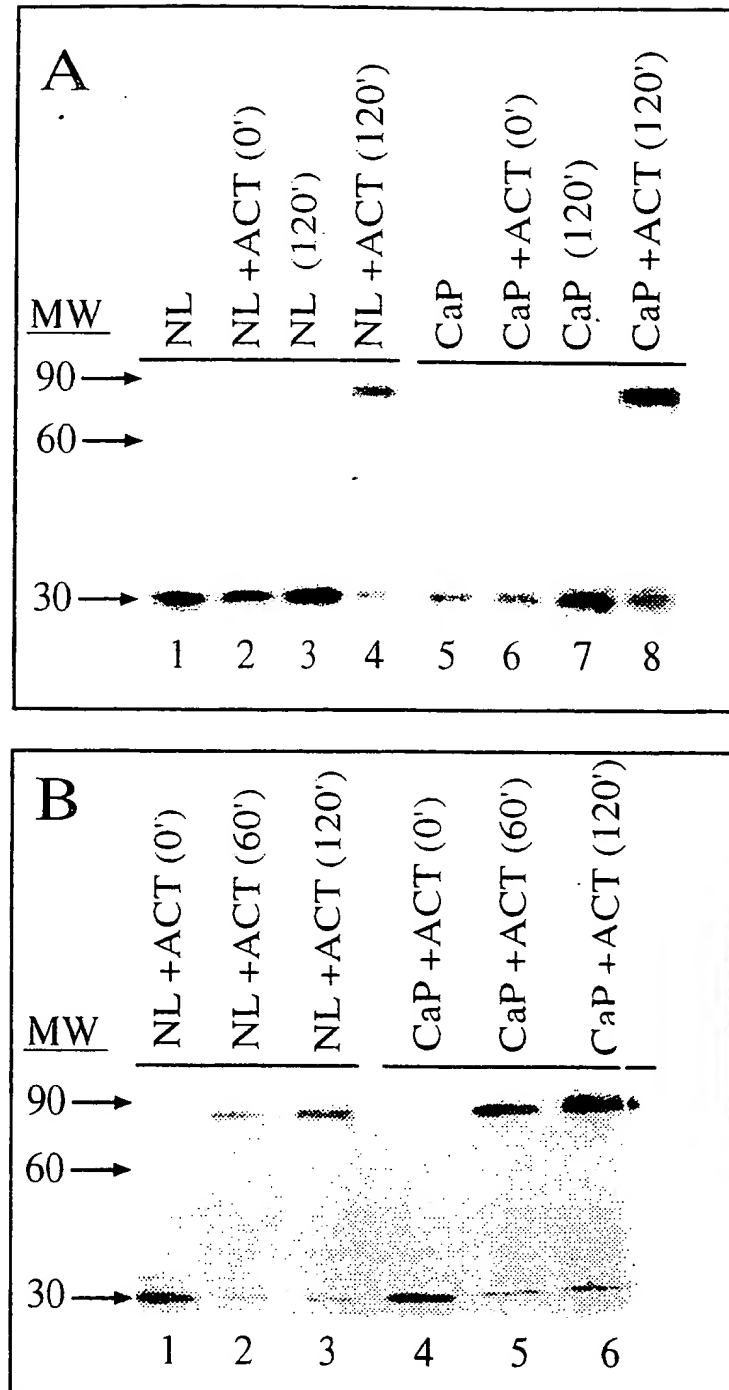 A
NL
NL +ACT (0')
NL (120')
NL +ACT (120')
CaP
CaP +ACT (0')
CaP (120')
CaP +ACT (120')
MW
90
60
30
1 2 3 4 5 6 7 8
B
NL +ACT (0')
NL +ACT (60')
NL +ACT (120')
CaP +ACT (0')
CaP +ACT (60')
CaP +ACT (120')
MW
90
60
30
1 2 3 4 5 6